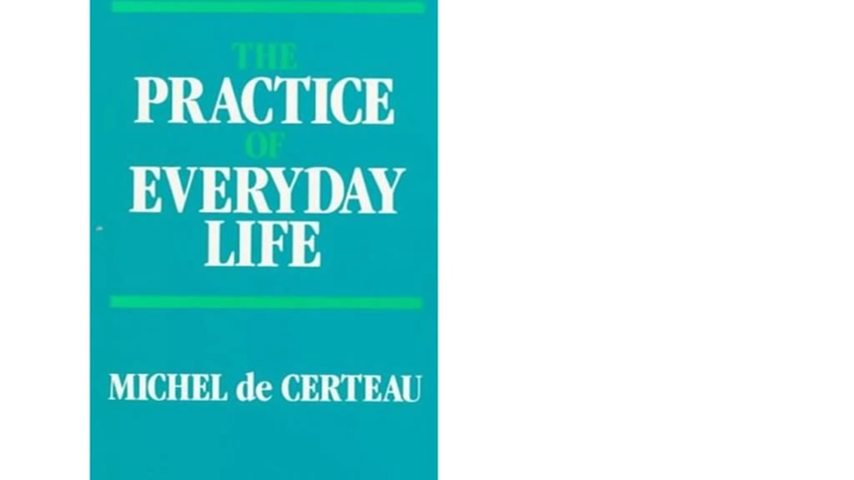 THE
PRACTICE
OF
EVERYDAY
LIFE
MICHEL de CERTEAU